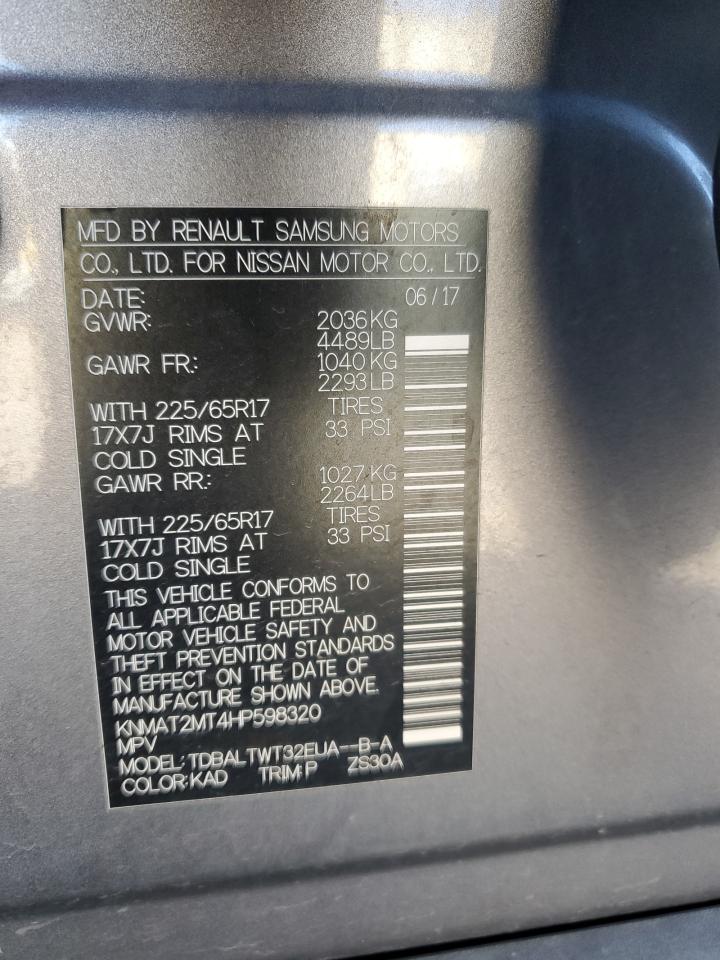 MFD BY RENAULT SAMSUNG MOTORS
CO., LTD. FOR NISSAN MOTOR CO., LTD.
DATE: 06/17
GVWR: 2036KG
4489LB
GAWR FR.: 1040KG
2293LB
WITH 225/65R17 TIRES
17X7J RIMS AT 33 PSI
COLD SINGLE
GAWR RR.: 1027KG
2264LB
WITH 225/65R17 TIRES
17X7J RIMS AT 33 PSI
COLD SINGLE
THIS VEHICLE CONFORMS TO
ALL APPLICABLE FEDERAL
MOTOR VEHICLE SAFETY AND
THEFT PREVENTION STANDARDS
IN EFFECT ON THE DATE OF
MANUFACTURE SHOWN ABOVE.
KNMAT2MT4HP598320
MPV
MODEL:TDBALTWT32EUA--B-A
COLOR:KAD TRIM:P ZS30A